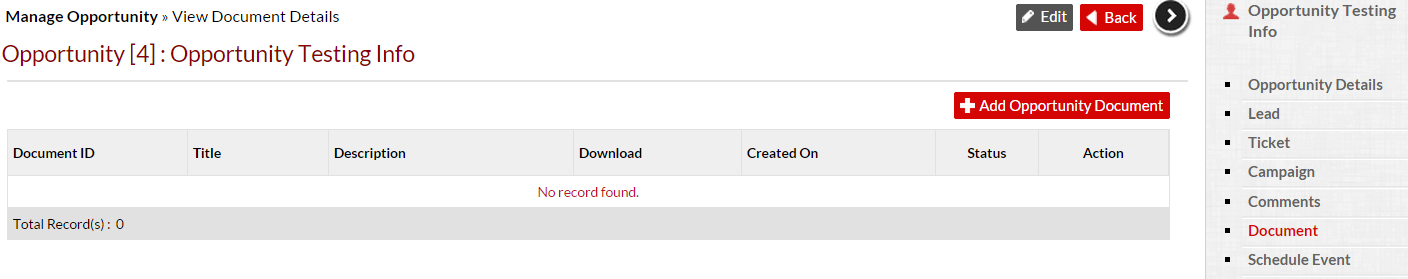 Manage Opportunity » View Document Details
Edit
Back
Opportunity [4] : Opportunity Testing Info
Add Opportunity Document
Document ID Title Description Download Created On Status Action
No record found.
Total Record(s) : 0
Opportunity Testing
Info
Opportunity Details
Lead
Ticket
Campaign
Comments
Document
Schedule Event